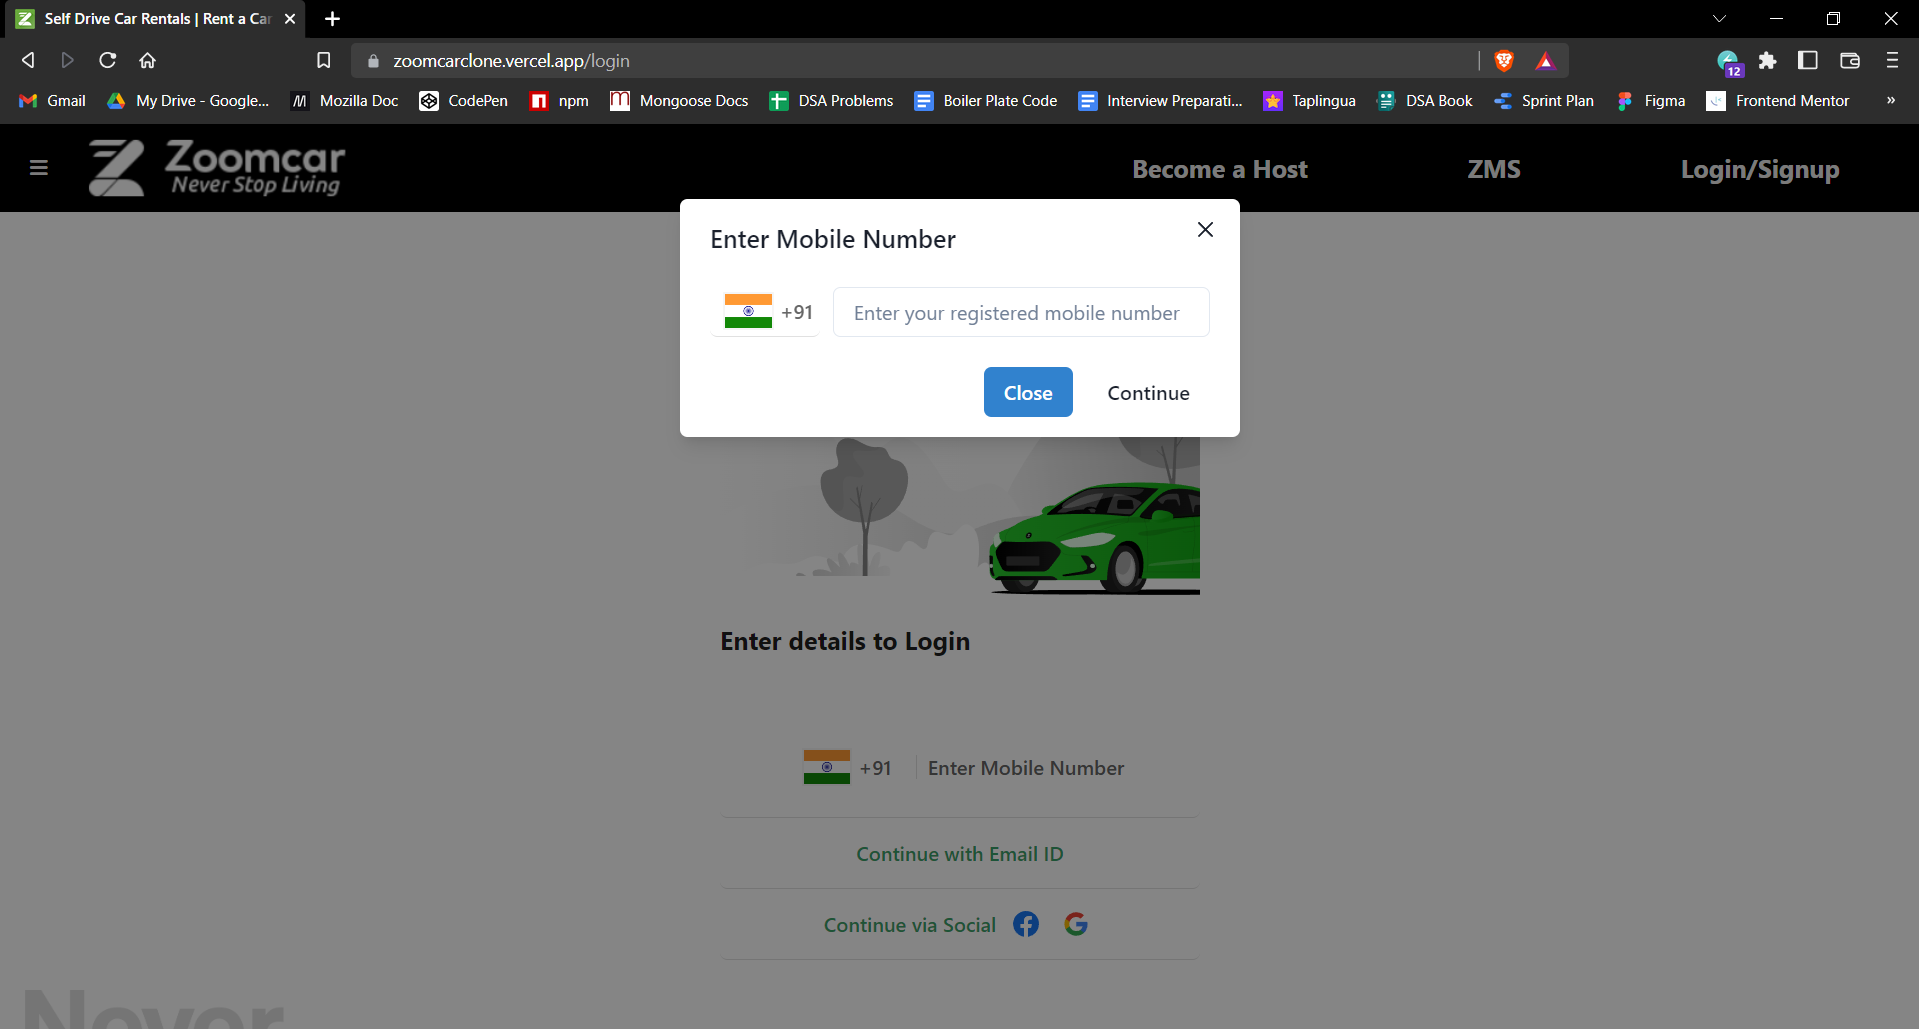 Self Drive Car Rentals | Rent a Car
zoomcarclone.vercel.app/login
12
Gmail
My Drive - Google...
Mozilla Doc
CodePen
npm
Mongoose Docs
DSA Problems
Boiler Plate Code
Interview Preparati...
Taplingua
DSA Book
Sprint Plan
Figma
Frontend Mentor
»
Zoomcar
Never Stop Living
Become a Host
ZMS
Login/Signup
Enter Mobile Number
+91
Enter your registered mobile number
Close
Continue
Enter details to Login
+91
Enter Mobile Number
Continue with Email ID
Continue via Social
Never